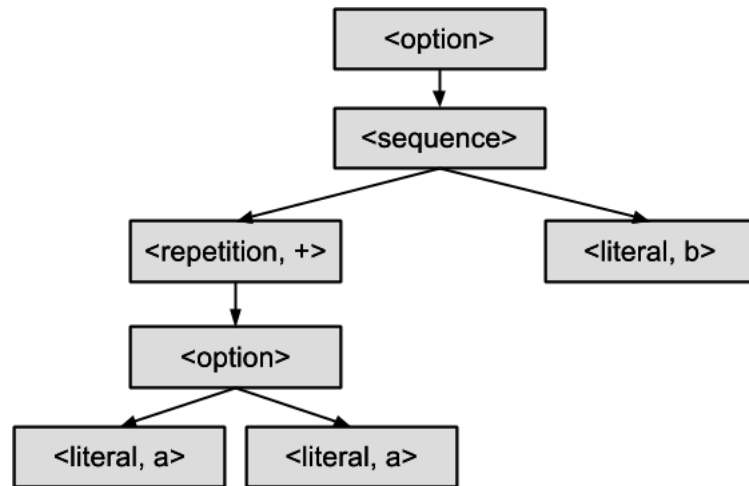 <option>
<sequence>
<repetition, +>
<literal, b>
<option>
<literal, a>
<literal, a>